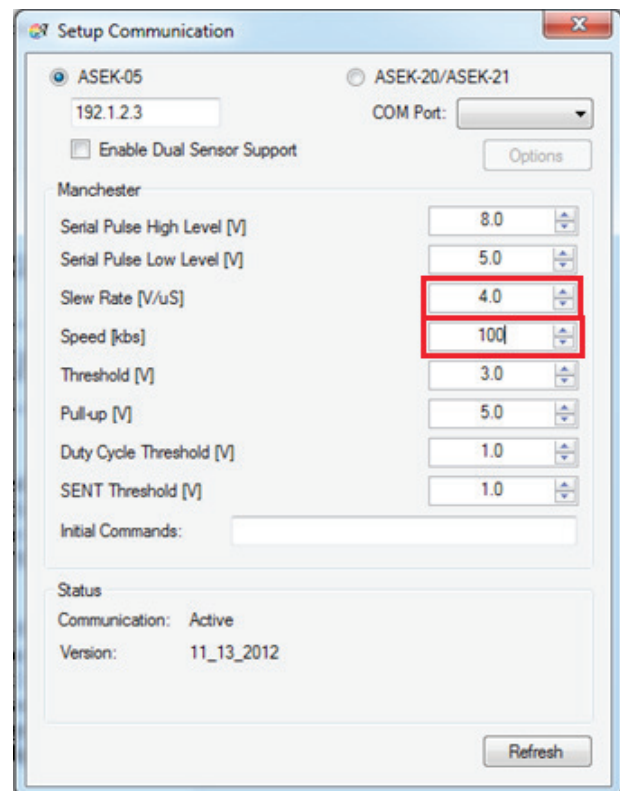 Setup Communication
ASEK-05 ASEK-20/ASEK-21
192.1.2.3 COM Port:
Enable Dual Sensor Support Options
Manchester
Serial Pulse High Level [V] 8.0
Serial Pulse Low Level [V] 5.0
Slew Rate [V/uS] 4.0
Speed [kbs] 100
Threshold [V] 3.0
Pull-up [V] 5.0
Duty Cycle Threshold [V] 1.0
SENT Threshold [V] 1.0
Initial Commands:
Status
Communication: Active
Version: 11_13_2012
Refresh